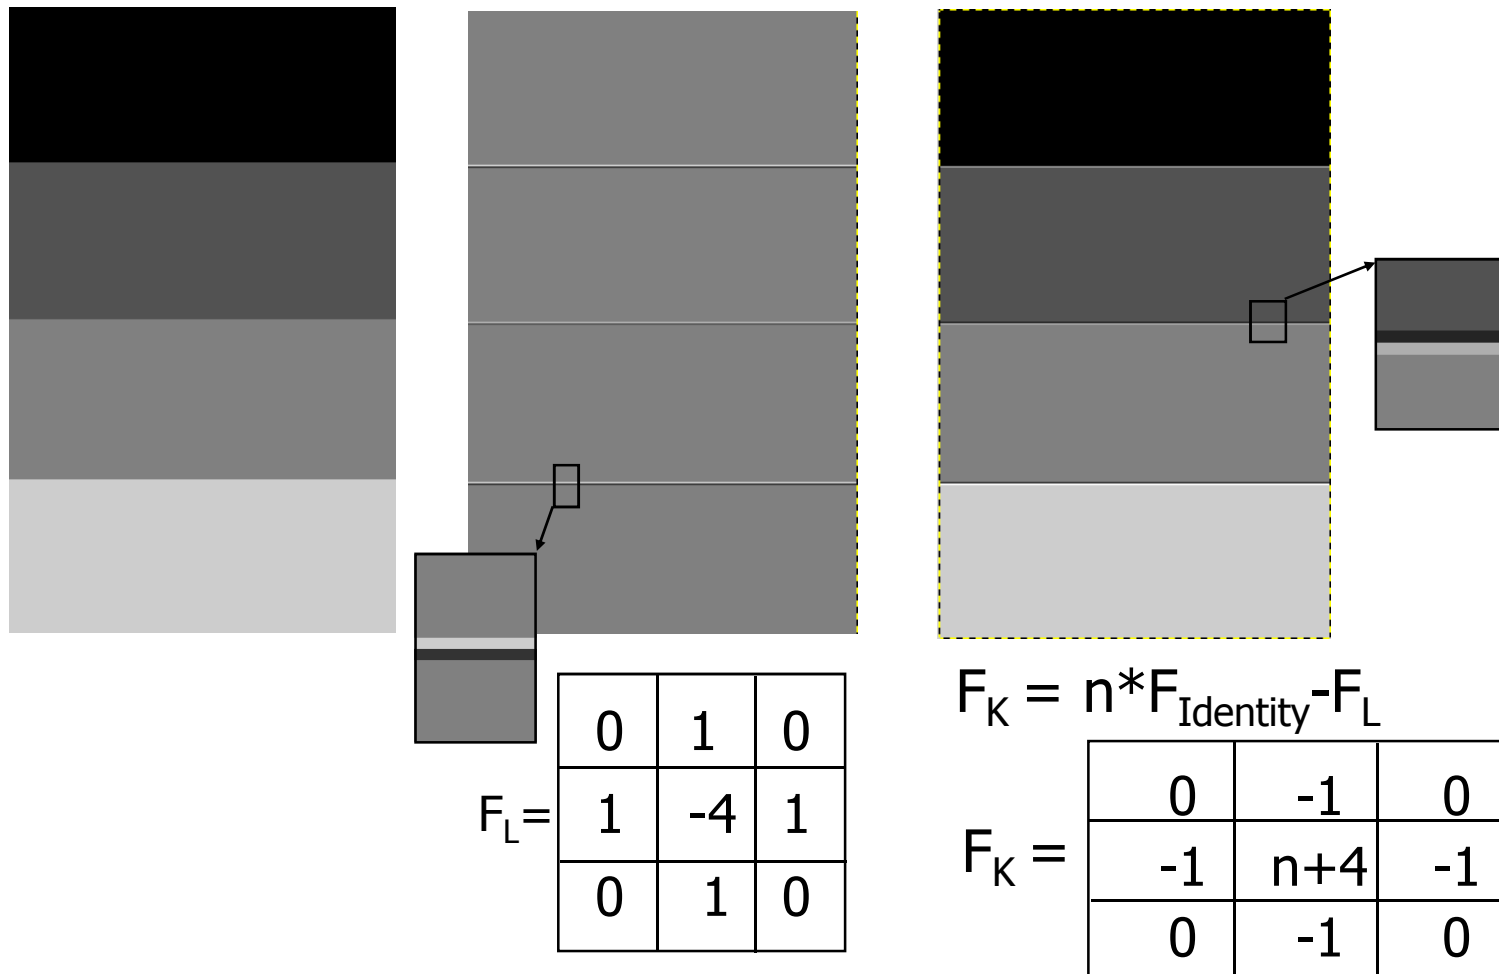 F_L=
0 1 0
1 -4 1
0 1 0
F_K = n*F_Identity-F_L
F_K =
0 -1 0
-1 n+4 -1
0 -1 0